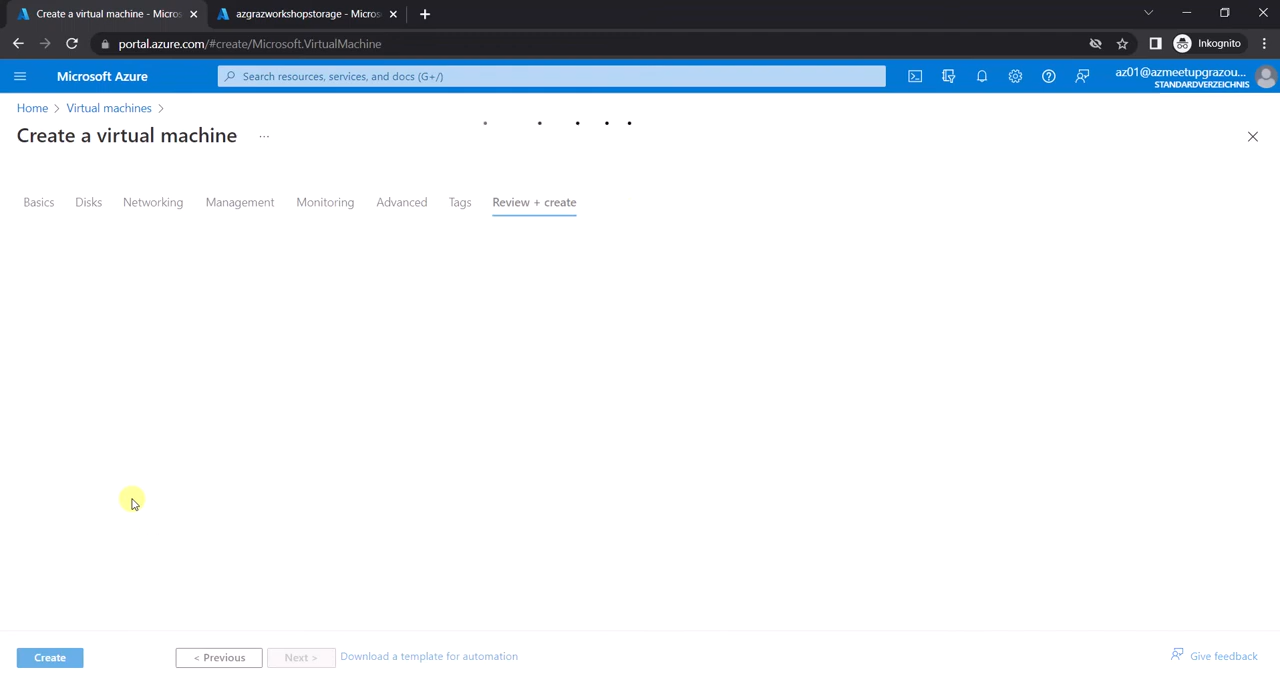 Create a virtual machine - Micros
azgrazworkshopstorage - Micros
portal.azure.com/#create/Microsoft.VirtualMachine
Inkognito
Microsoft Azure
Search resources, services, and docs (G+/)
az01@azmeetupgrazou...
STANDARDVERZEICHNIS
Home > Virtual machines >
Create a virtual machine ...
Basics Disks Networking Management Monitoring Advanced Tags Review + create
Create < Previous Next > Download a template for automation Give feedback